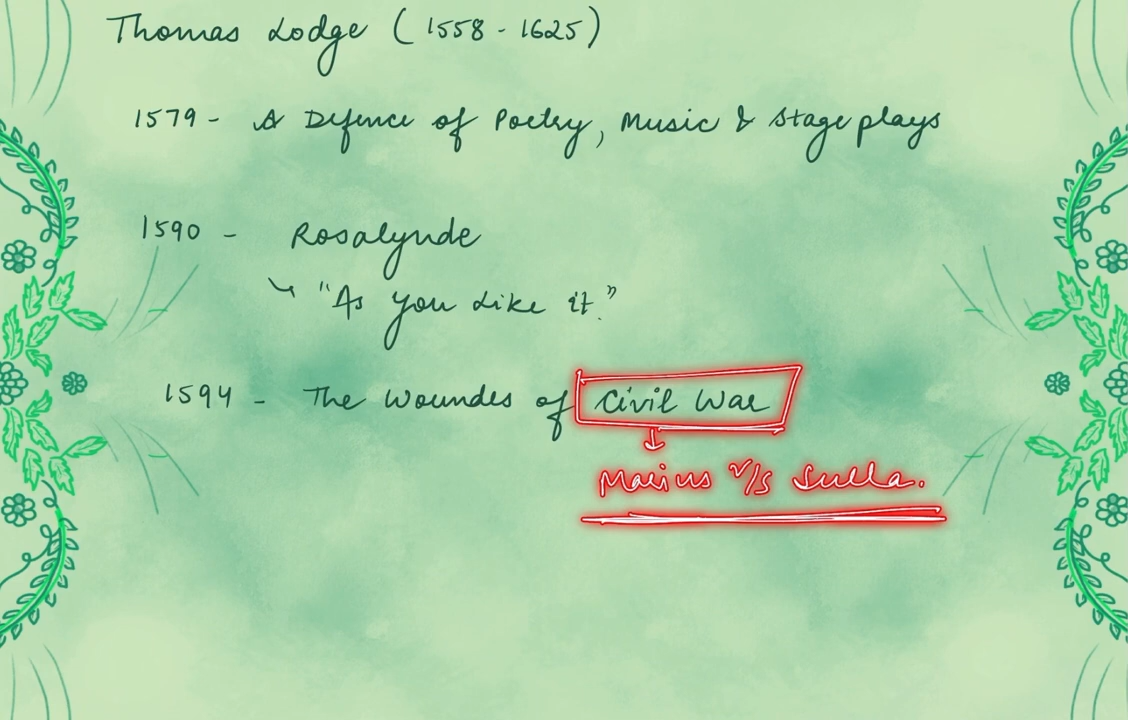 Thomas Lodge (1558 - 1625)
1579 - A Defence of Poetry, Music & Stage plays
1590 - Rosalynde
↳ "As you Like it."
1594 - The Woundes of Civil War
↓
Marius v/s Sulla.